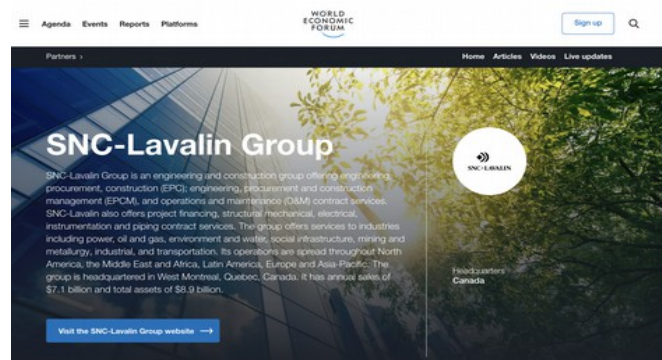 Agenda Events Reports Platforms
WORLD
ECONOMIC
FORUM
Sign up
Partners ›
Home Articles Videos Live updates
SNC-Lavalin Group
SNC-Lavalin Group is an engineering and construction group offering engineering,
procurement, construction (EPC); engineering, procurement and construction
management (EPCM), and operations and maintenance (O&M) contract services.
SNC-Lavalin also offers project financing, structural mechanical, electrical,
instrumentation and piping contract services. The group offers services to industries
including power, oil and gas, environment and water, social infrastructure, mining and
metallurgy, industrial, and transportation. Its operations are spread throughout North
America, the Middle East and Africa, Latin America, Europe and Asia-Pacific. The
group is headquartered in West Montreal, Quebec, Canada. It has annual sales of
$7.1 billion and total assets of $8.9 billion.
SNC·LAVALIN
Headquarters
Canada
Visit the SNC-Lavalin Group website →